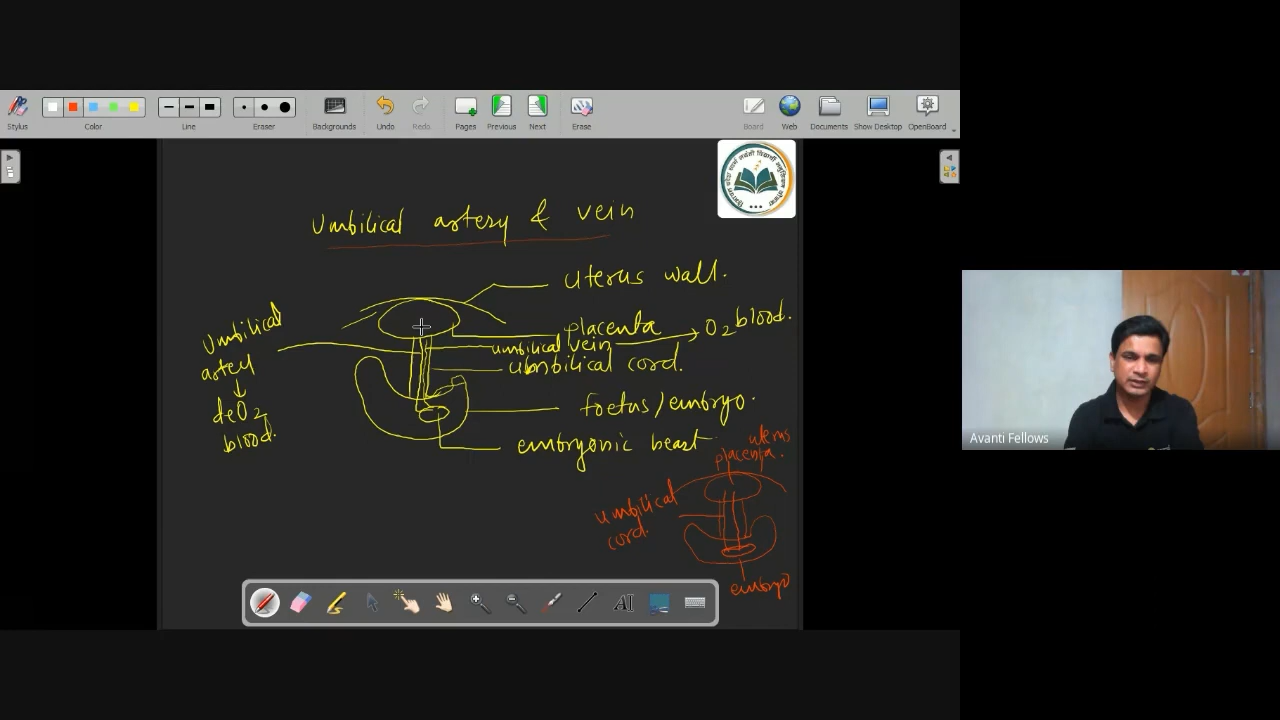 Stylus
Color
Line
Eraser
Backgrounds
Undo
Redo
Pages
Previous
Next
Erase
Board
Web
Documents
Show Desktop
OpenBoard
Umbilical artery & vein
uterus wall.
placenta
umbilical vein → O2 blood.
umbilical cord.
foetus/embryo.
embryonic beast
Umbilical
artery
↓
deO2
blood.
uterus
placenta.
umbilical
cord.
embryo
AI
Avanti Fellows